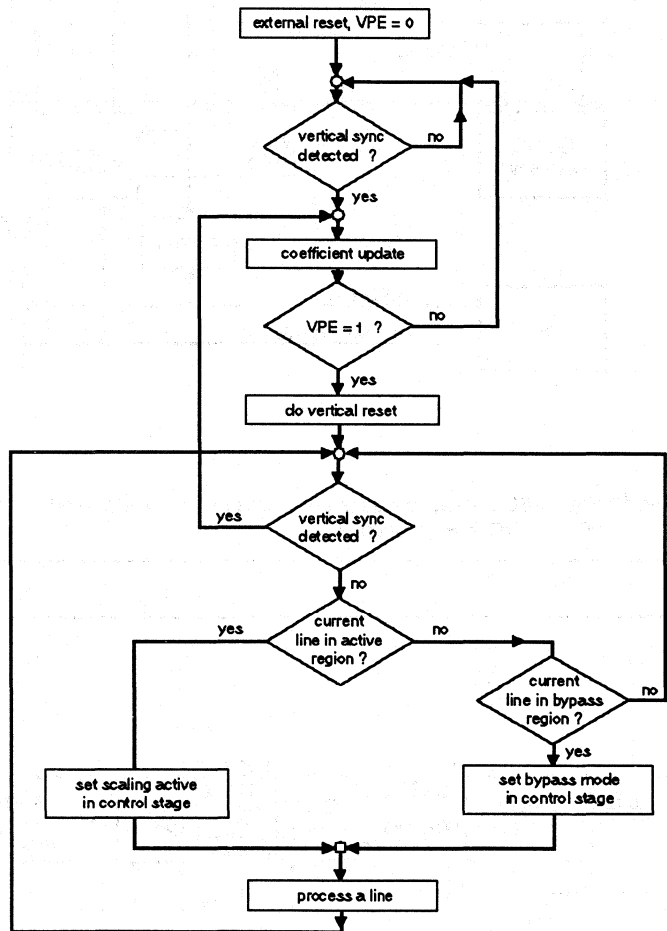 external reset, VPE = 0
vertical sync
detected ?
no
yes
coefficient update
VPE = 1 ?
no
yes
do vertical reset
yes
vertical sync
detected ?
no
yes
current
line in active
region ?
no
current
line in bypass
region ?
no
yes
set scaling active
in control stage
set bypass mode
in control stage
process a line